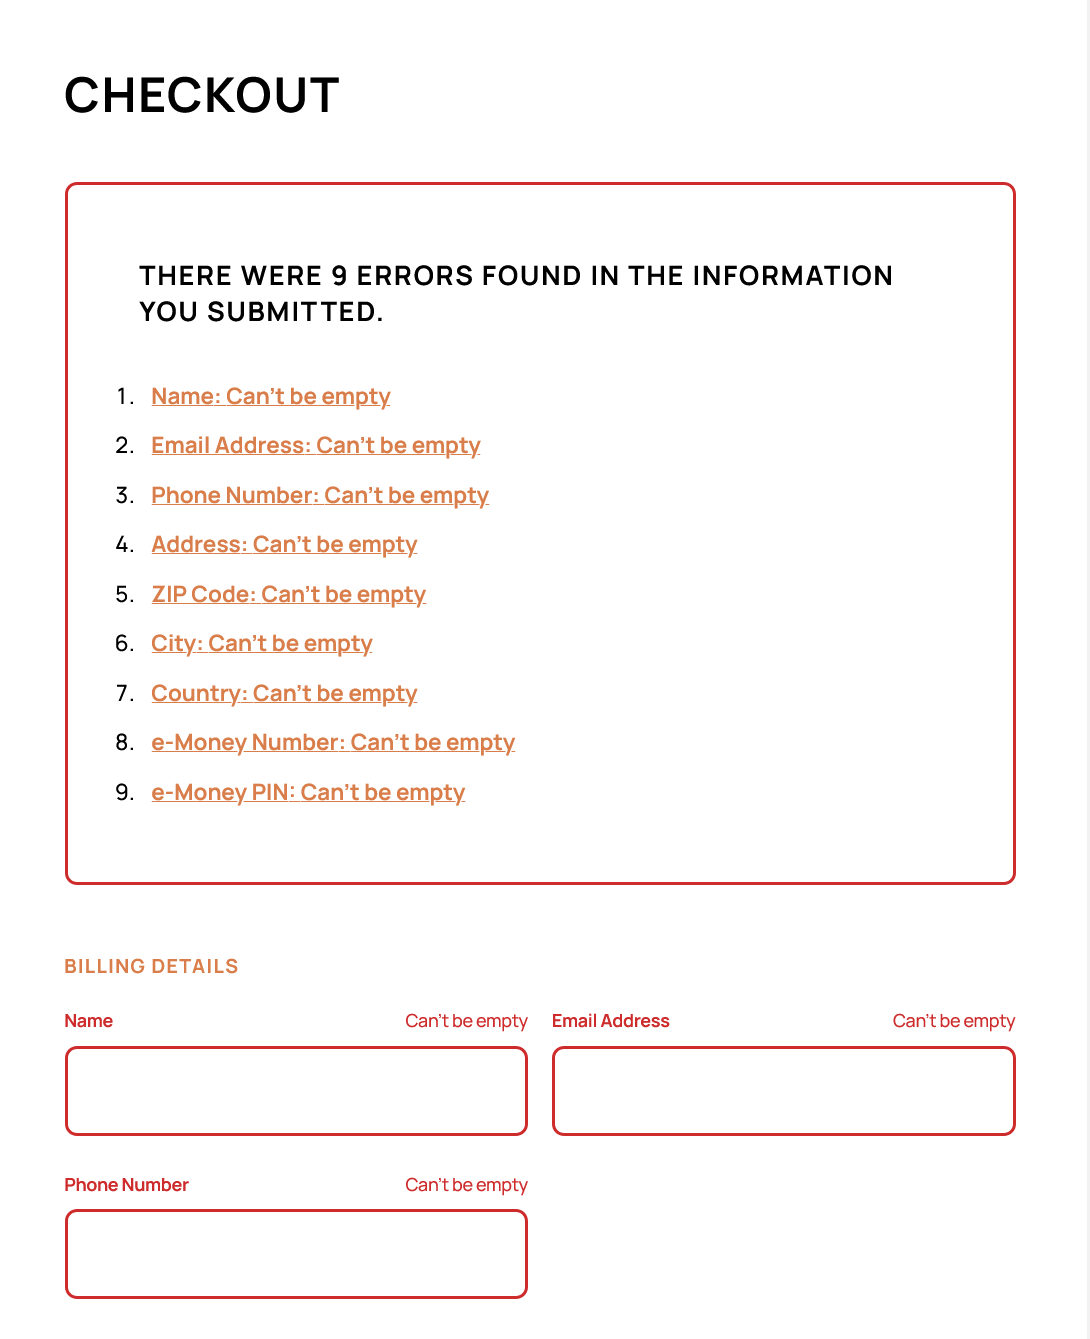 CHECKOUT
THERE WERE 9 ERRORS FOUND IN THE INFORMATION
YOU SUBMITTED.
1. Name: Can’t be empty
2. Email Address: Can’t be empty
3. Phone Number: Can’t be empty
4. Address: Can’t be empty
5. ZIP Code: Can’t be empty
6. City: Can’t be empty
7. Country: Can’t be empty
8. e-Money Number: Can’t be empty
9. e-Money PIN: Can’t be empty
BILLING DETAILS
Name Can’t be empty Email Address Can’t be empty
Phone Number Can’t be empty